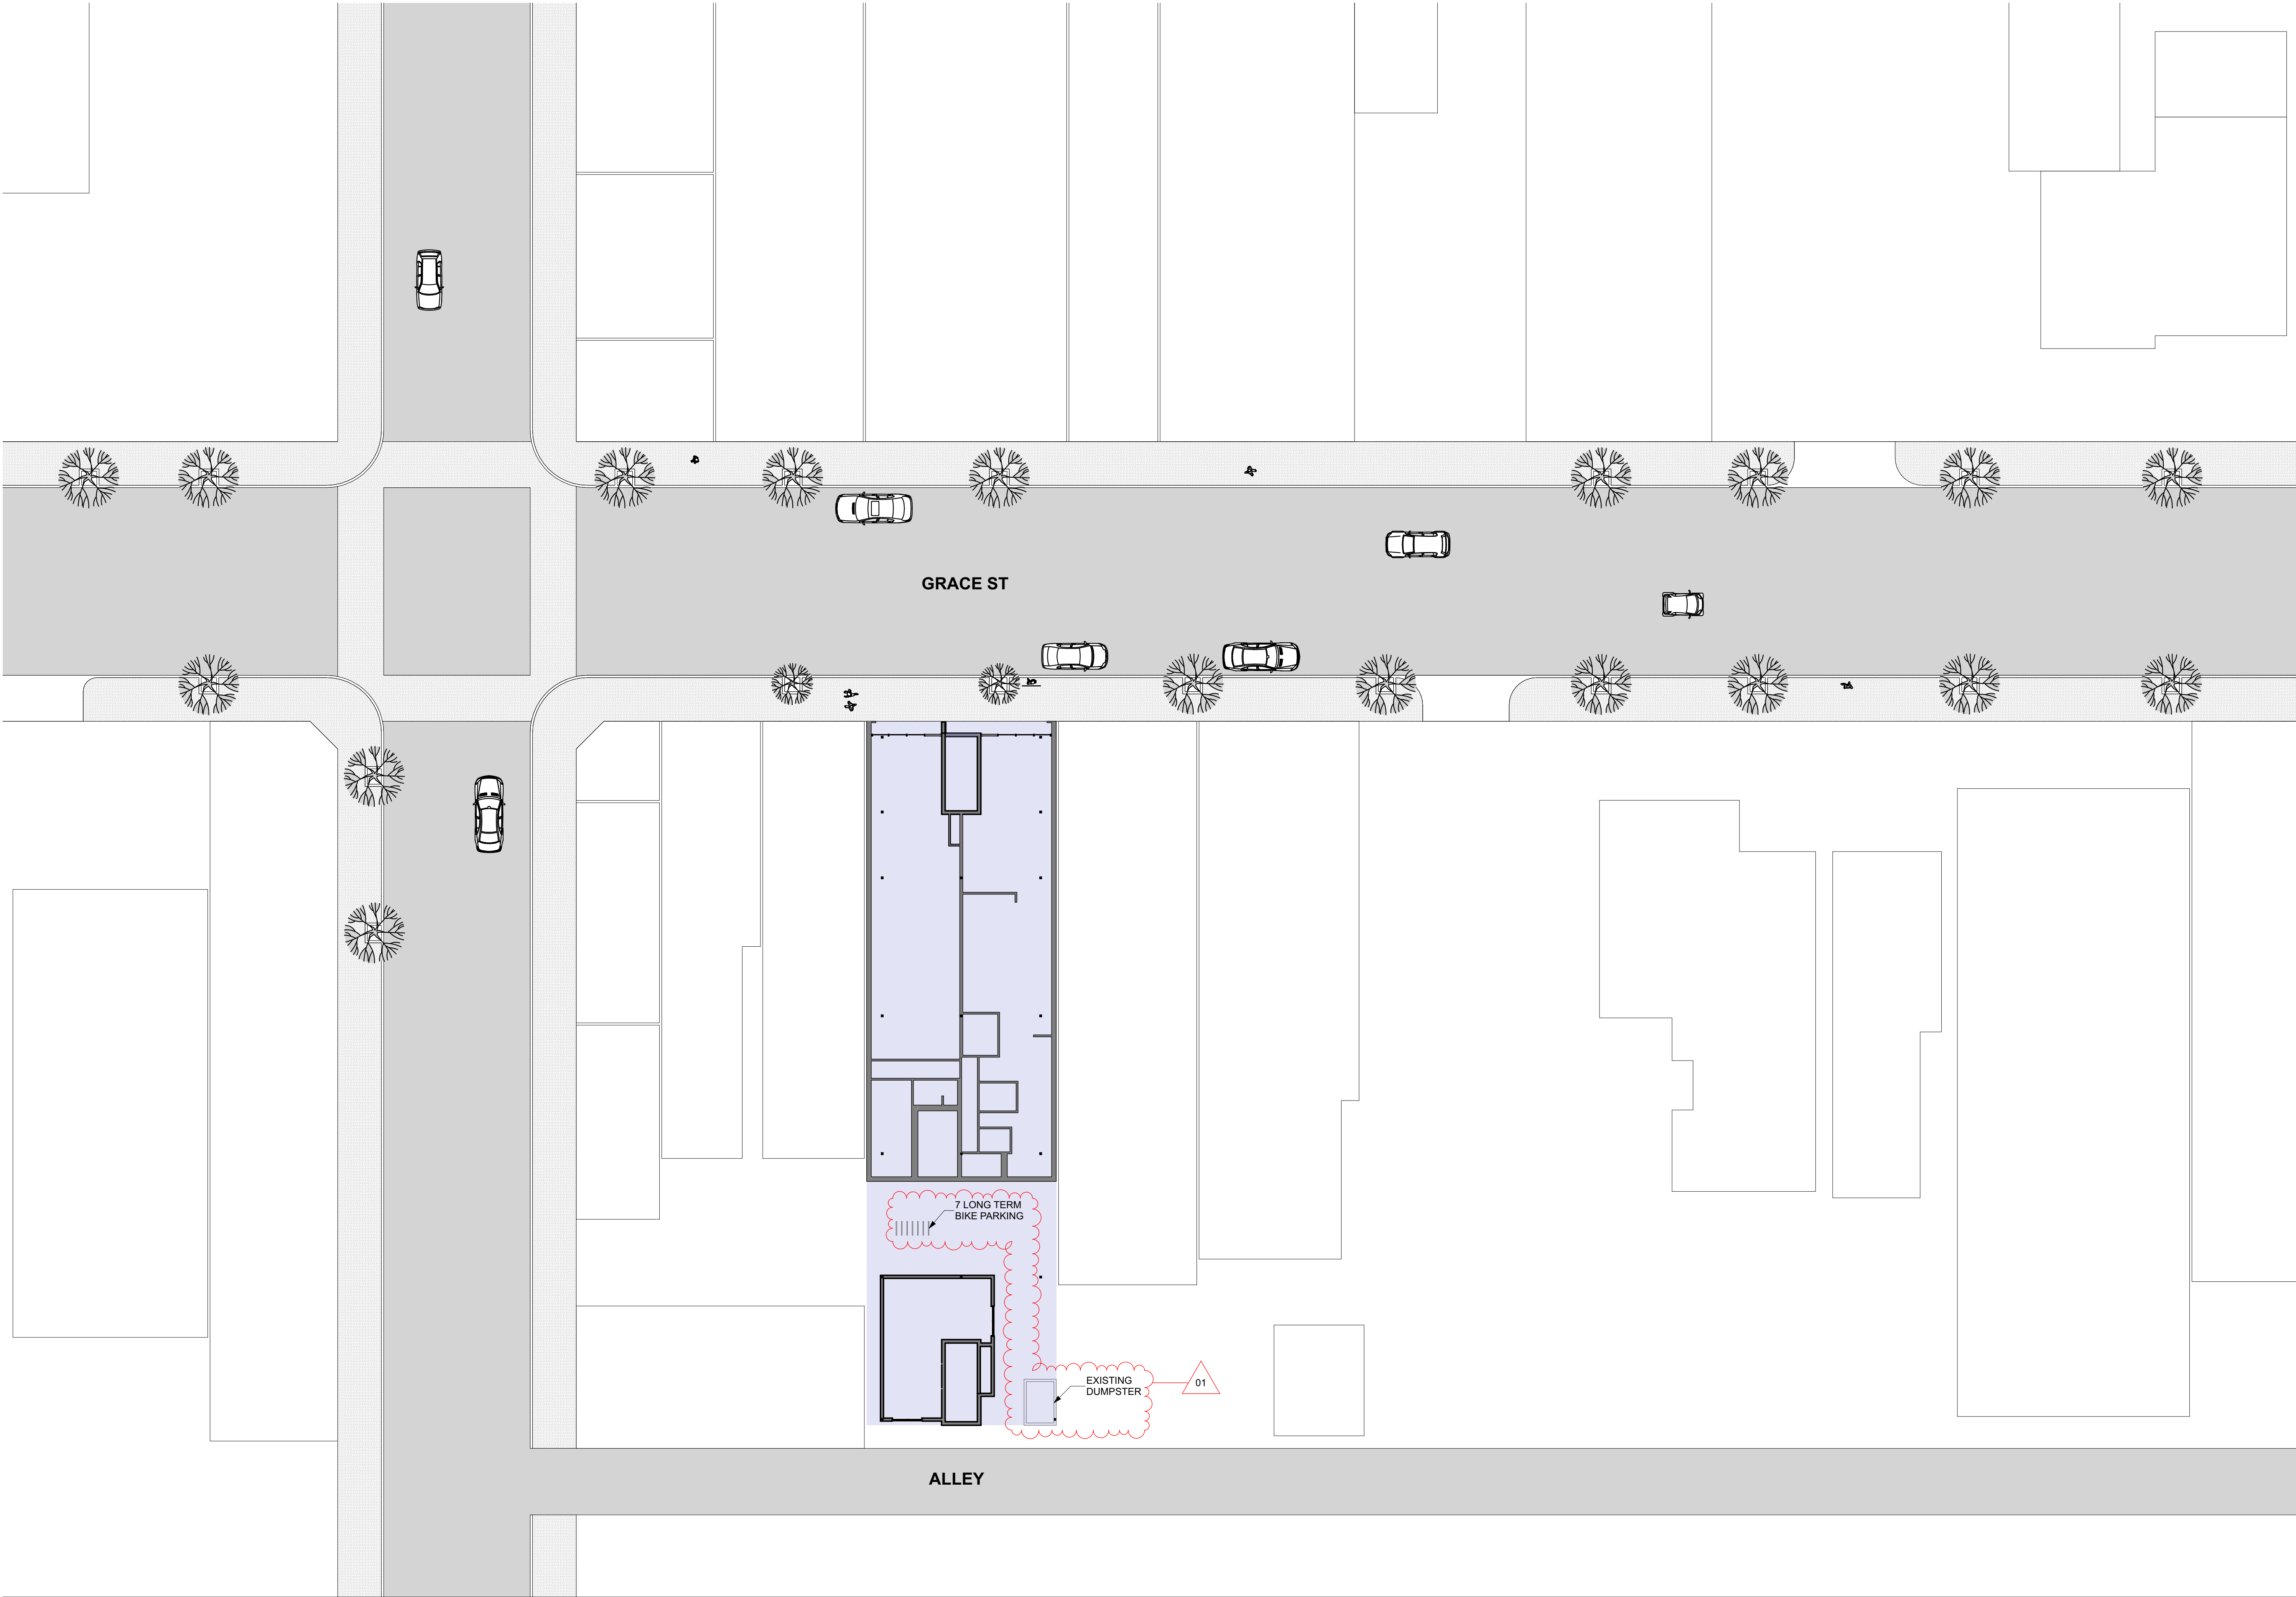 GRACE ST
7 LONG TERM
BIKE PARKING
EXISTING
DUMPSTER
01
ALLEY